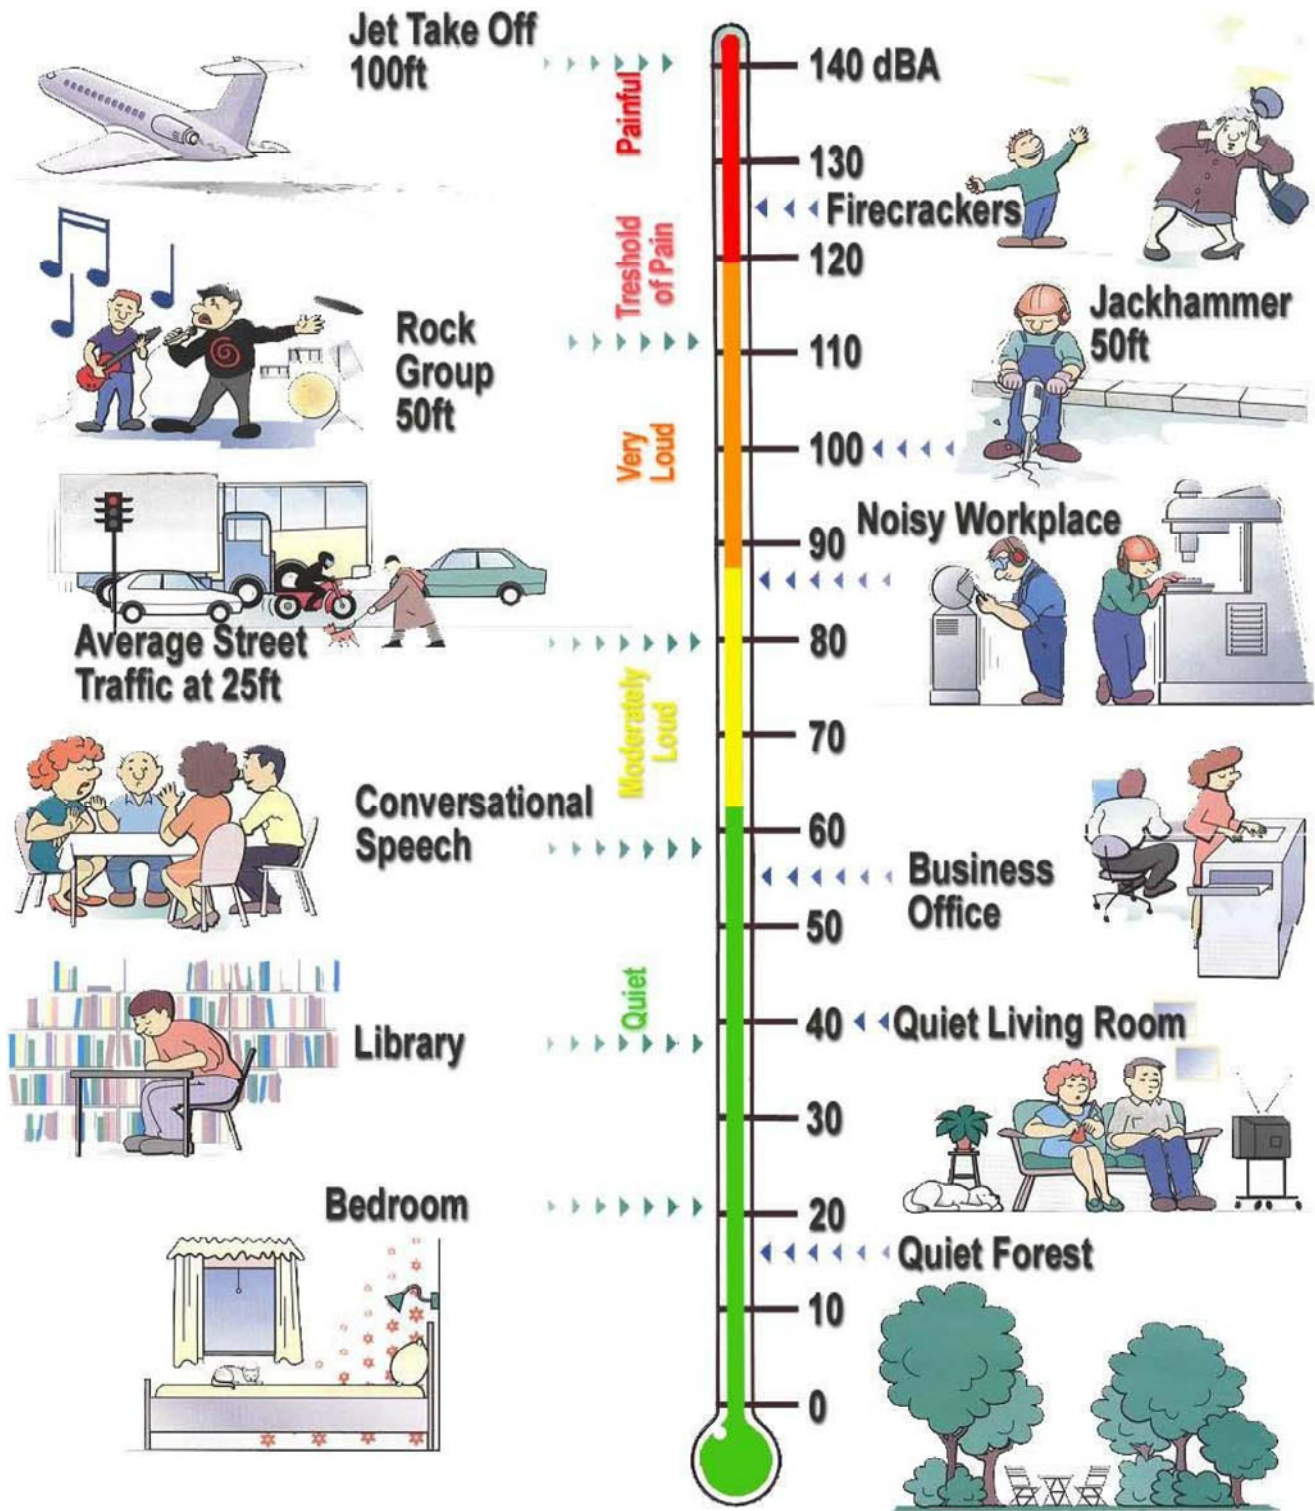 Jet Take Off
100ft
140 dBA
Painful
130
Firecrackers
Treshold
of Pain
120
Jackhammer
50ft
Rock
Group
50ft
110
Very
Loud
100
Noisy Workplace
90
Average Street
Traffic at 25ft
80
Moderately
Loud
70
Conversational
Speech
60
Business
Office
50
Quiet
Library
40
Quiet Living Room
30
Bedroom
20
Quiet Forest
10
0